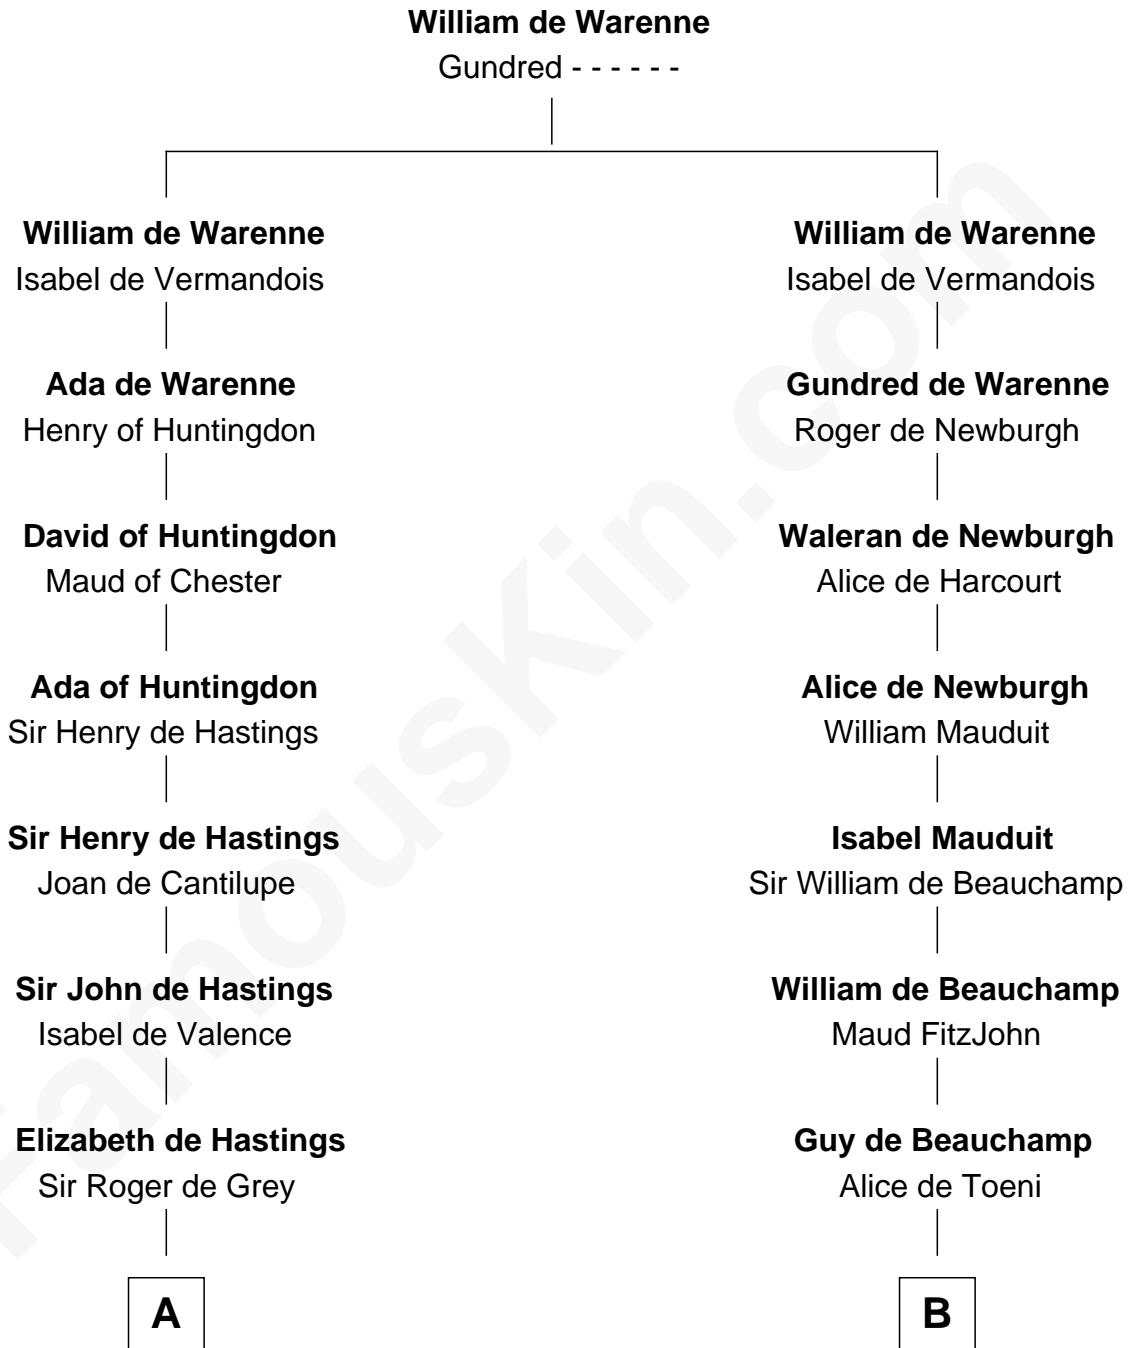 William de Warenne
Gundred - - - - - -
William de Warenne
Isabel de Vermandois
Ada de Warenne
Henry of Huntingdon
David of Huntingdon
Maud of Chester
Ada of Huntingdon
Sir Henry de Hastings
Sir Henry de Hastings
Joan de Cantilupe
Sir John de Hastings
Isabel de Valence
Elizabeth de Hastings
Sir Roger de Grey
A
William de Warenne
Isabel de Vermandois
Gundred de Warenne
Roger de Newburgh
Waleran de Newburgh
Alice de Harcourt
Alice de Newburgh
William Mauduit
Isabel Mauduit
Sir William de Beauchamp
William de Beauchamp
Maud FitzJohn
Guy de Beauchamp
Alice de Toeni
B
FamousKin.com